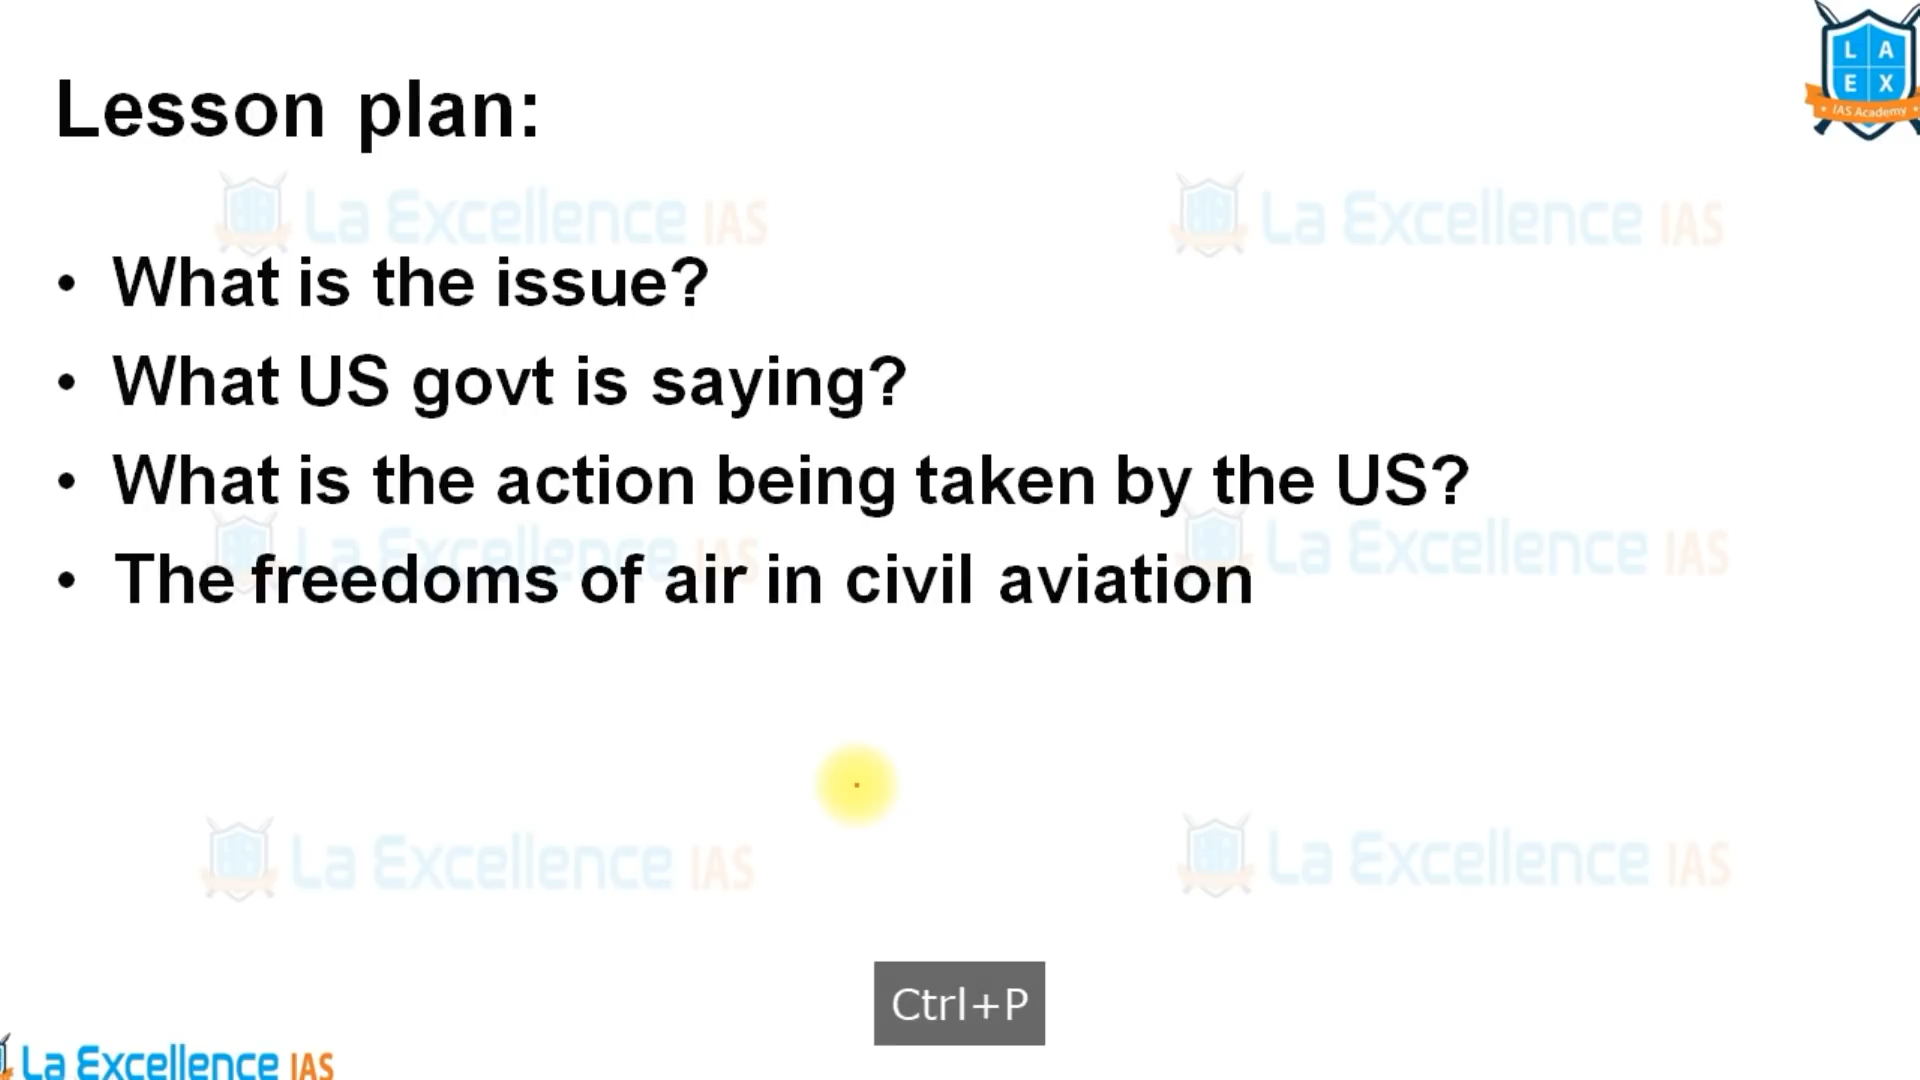 L A
E X
IAS Academy
Lesson plan:
La Excellence IAS
La Excellence IAS
• What is the issue?
• What US govt is saying?
• What is the action being taken by the US?
La Excellence IAS
La Excellence IAS
• The freedoms of air in civil aviation
La Excellence IAS
La Excellence IAS
Ctrl+P
La Excellence IAS